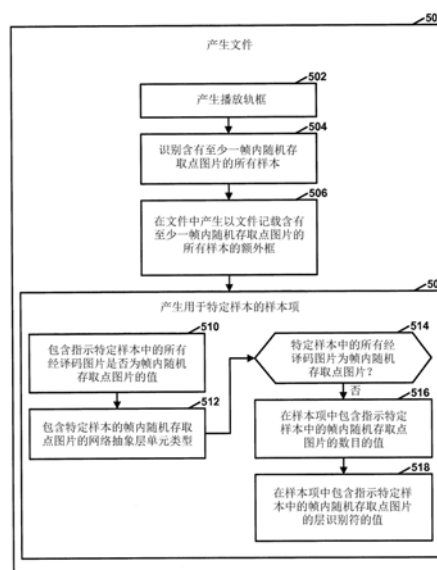 50
产生文件
502
产生播放轨框
504
识别含有至少一帧内随机存
取点图片的所有样本
506
在文件中产生以文件记载含有
至少一帧内随机存取点图片的
所有样本的额外框
50
产生用于特定样本的样本项
510
包含指示特定样本中的所有
经译码图片是否为帧内随机
存取点图片的值
512
包含特定样本的帧内随机存取
点图片的网络抽象层单元类型
514
特定样本中的所有经
译码图片为帧内随机
存取点图片?
否
516
在样本项中包含指示特定
样本中的帧内随机存取点
图片的数目的值
518
在样本项中包含指示特定样
本中的帧内随机存取点图片
的层识别符的值